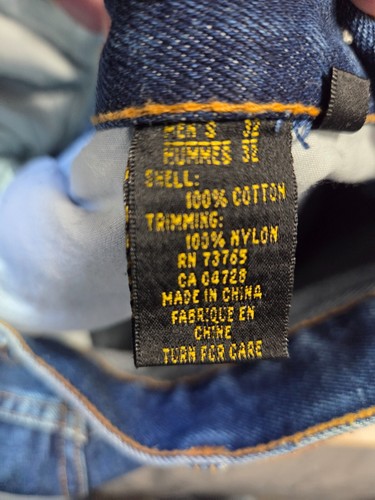 MEN'S 32
HOMMES 32
SHELL:
100% COTTON
TRIMMING:
100% NYLON
RN 73765
CA 04728
MADE IN CHINA
FABRIQUE EN
CHINE
TURN FOR CARE